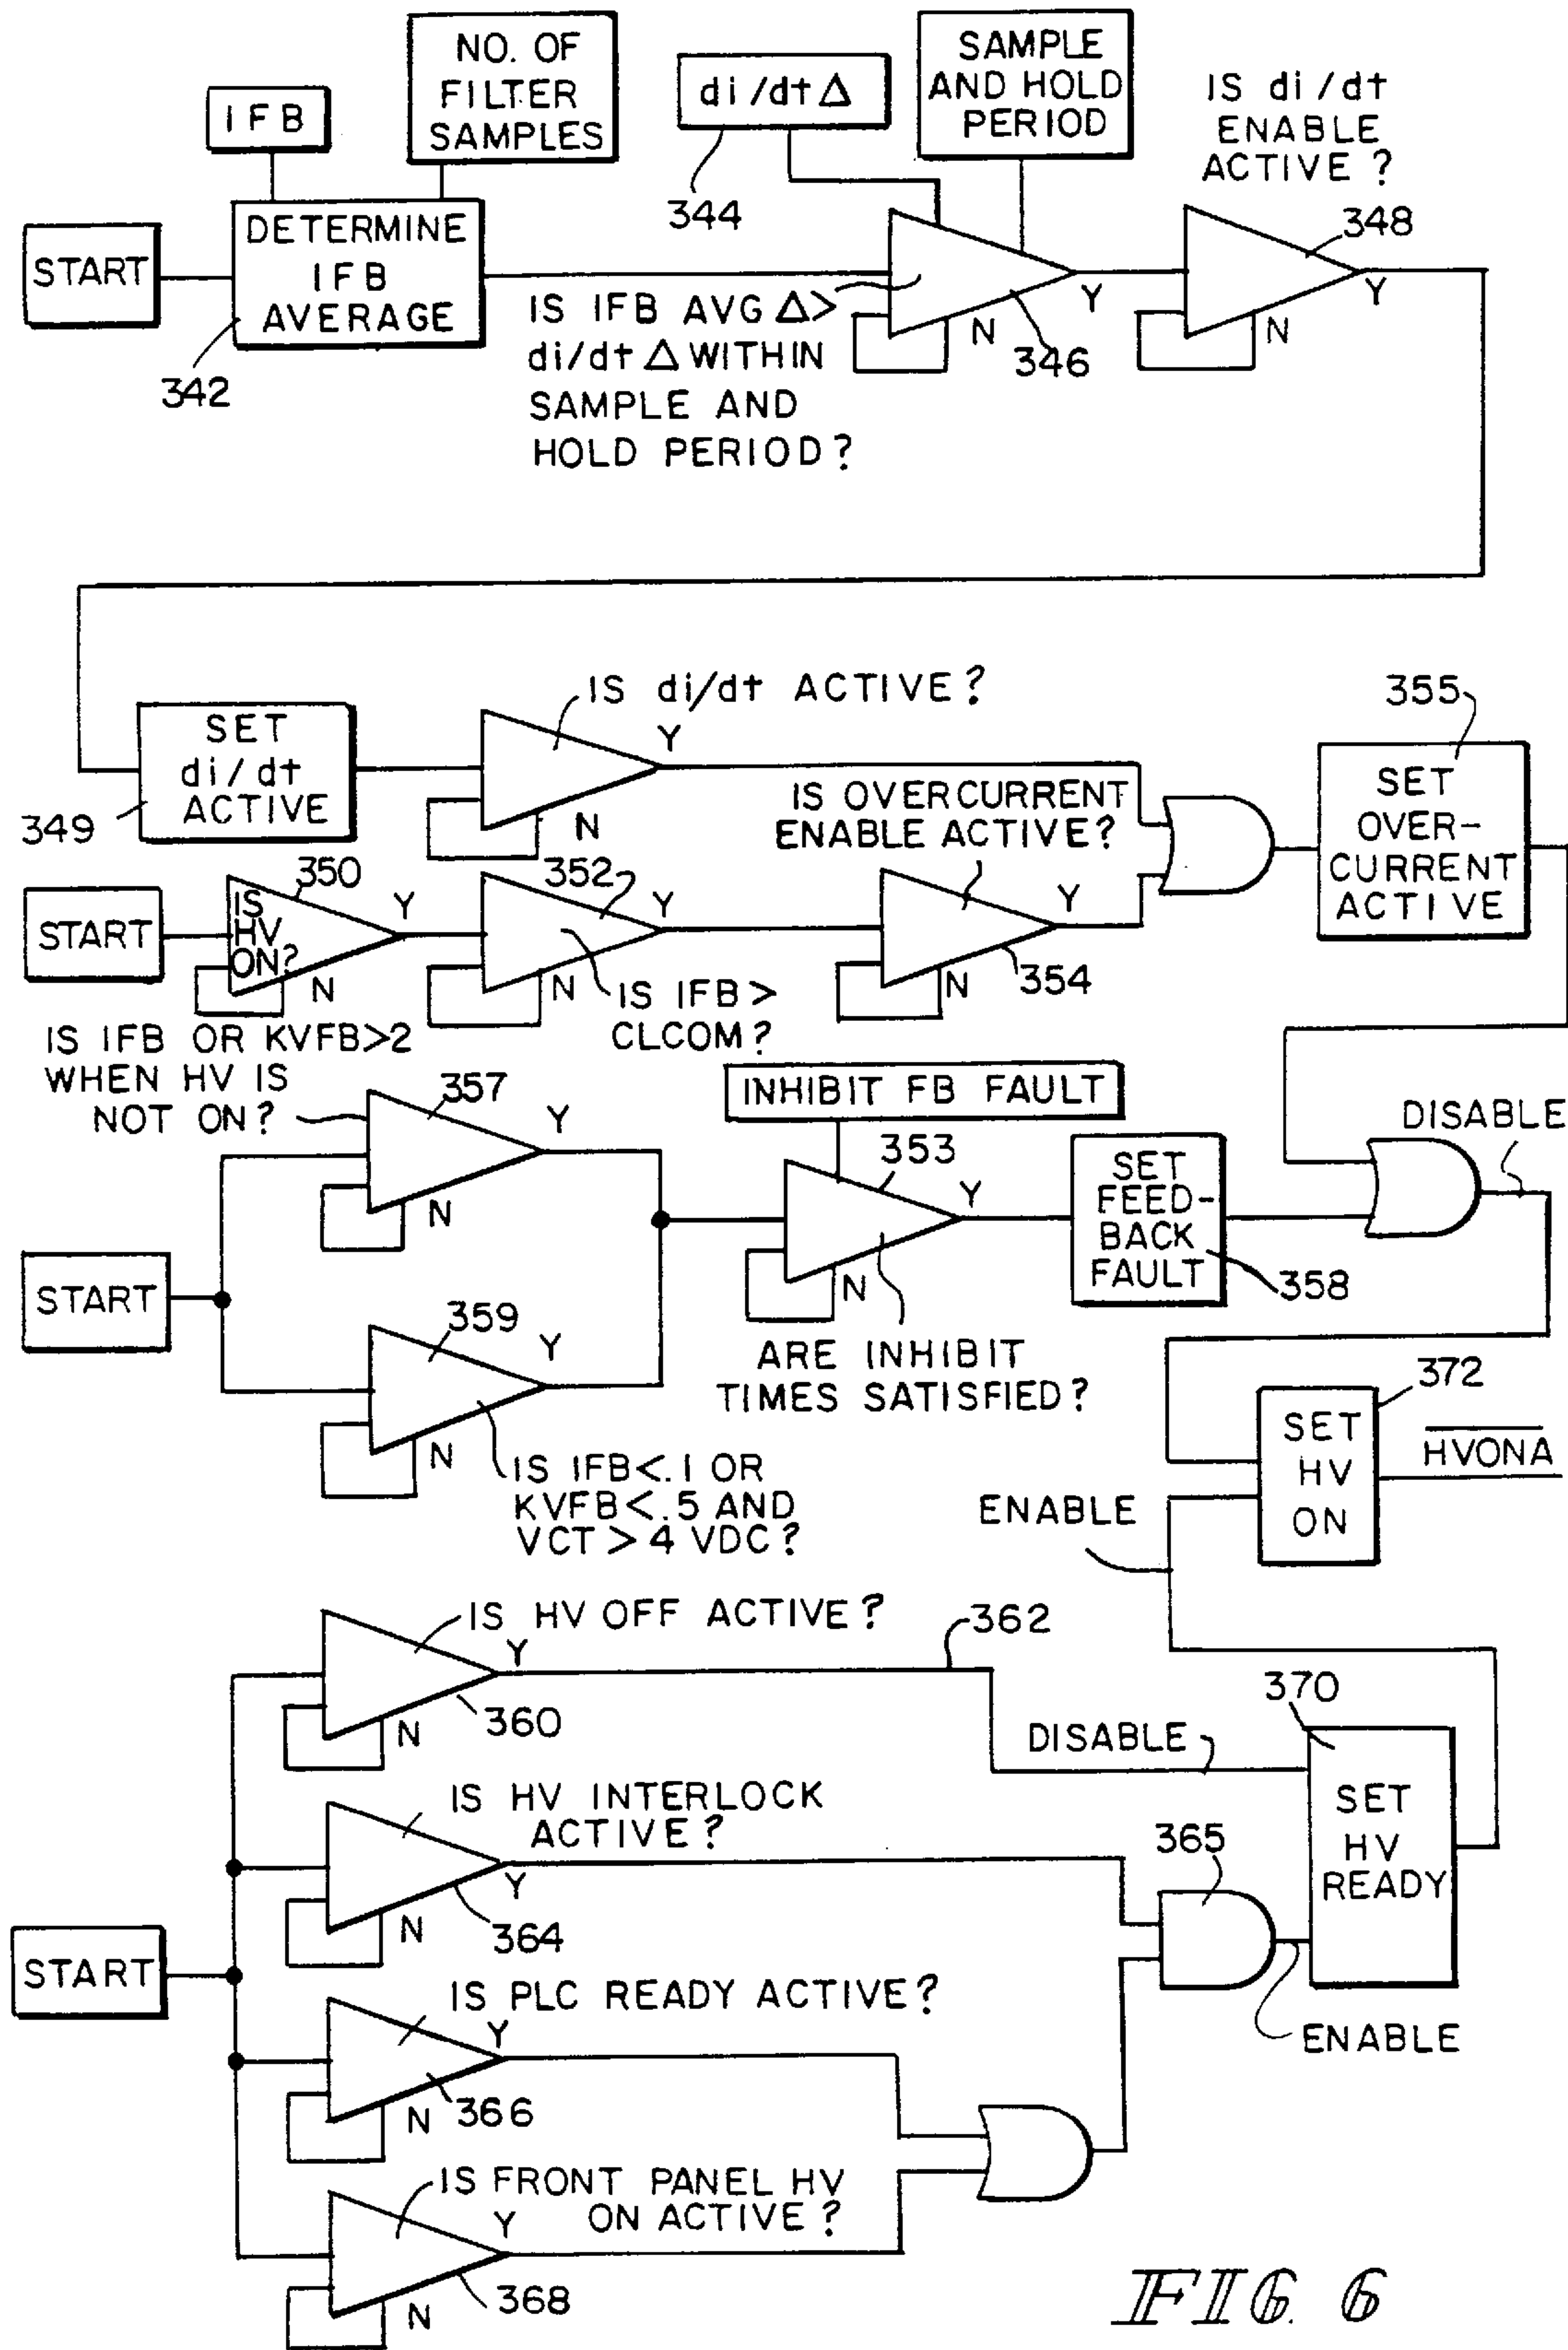 NO. OF
FILTER
SAMPLES
IFB
di/dt Δ
SAMPLE
AND HOLD
PERIOD
IS di/dt
ENABLE
ACTIVE?
344
348
START
DETERMINE
IFB
AVERAGE
342
IS IFB AVG Δ>
di/dt Δ WITHIN
SAMPLE AND
HOLD PERIOD?
N
Y
346
N
Y
SET
di/dt
ACTIVE
349
IS di/dt ACTIVE?
Y
N
IS OVERCURRENT
ENABLE ACTIVE?
355
SET
OVER-
CURRENT
ACTIVE
START
IS
HV
ON?
350
Y
N
352
Y
N
IS IFB>
CLCOM?
Y
N
354
IS IFB OR KVFB>2
WHEN HV IS
NOT ON?
357
Y
N
INHIBIT FB FAULT
353
Y
N
SET
FEED-
BACK
FAULT
358
DISABLE
START
359
Y
N
ARE INHIBIT
TIMES SATISFIED?
IS IFB<.1 OR
KVFB<.5 AND
VCT>4 VDC?
372
SET
HV
ON
HVONA
ENABLE
IS HV OFF ACTIVE?
Y
N
360
362
DISABLE
370
SET
HV
READY
IS HV INTERLOCK
ACTIVE?
Y
N
364
365
START
ENABLE
IS PLC READY ACTIVE?
Y
N
366
IS FRONT PANEL HV
ON ACTIVE?
Y
N
368
FIG. 6